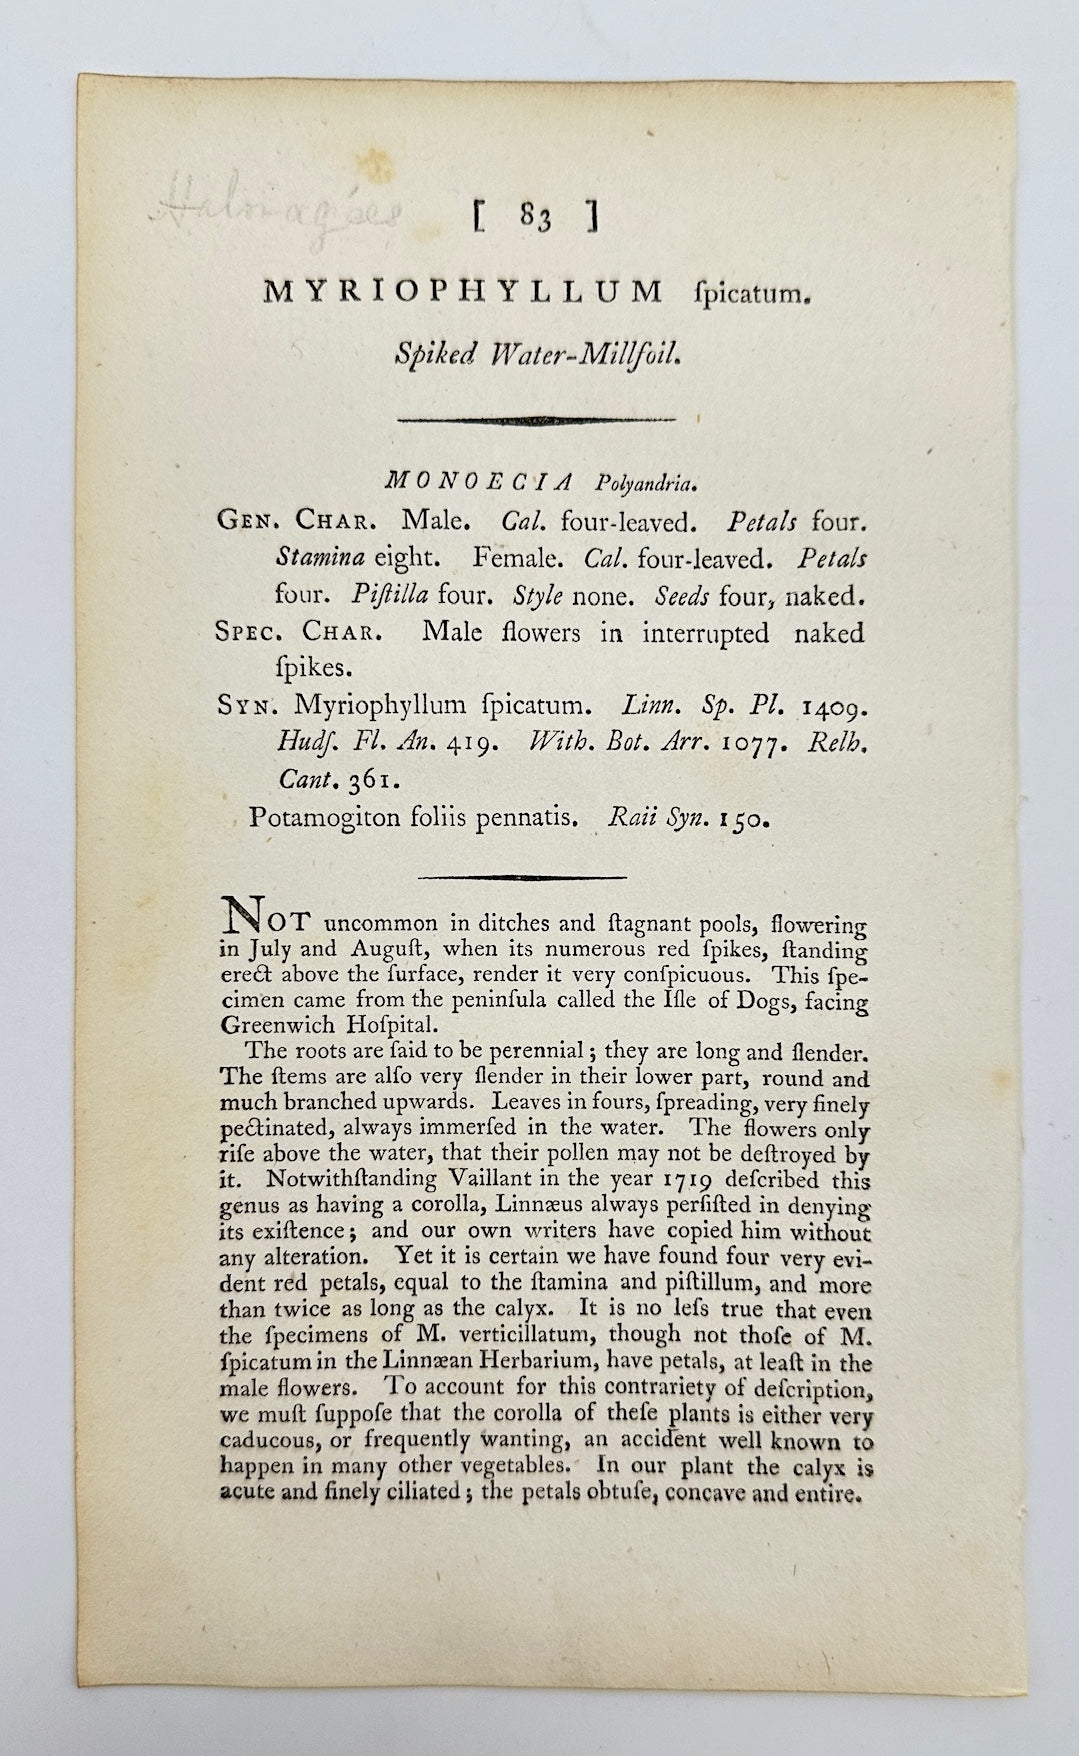 Haloragées
[ 83 ]
MYRIOPHYLLUM ſpicatum.
Spiked Water-Millfoil.
MONOECIA Polyandria.
GEN. CHAR. Male. Cal. four-leaved. Petals four.
Stamina eight. Female. Cal. four-leaved. Petals
four. Piſtilla four. Style none. Seeds four, naked.
SPEC. CHAR. Male flowers in interrupted naked
ſpikes.
SYN. Myriophyllum ſpicatum. Linn. Sp. Pl. 1409.
Hudſ. Fl. An. 419. With. Bot. Arr. 1077. Relh.
Cant. 361.
Potamogiton foliis pennatis. Raii Syn. 150.
NOT uncommon in ditches and ſtagnant pools, flowering
in July and Auguſt, when its numerous red ſpikes, ſtanding
erect above the ſurface, render it very conſpicuous. This ſpe-
cimen came from the peninſula called the Iſle of Dogs, facing
Greenwich Hoſpital.
The roots are ſaid to be perennial; they are long and ſlender.
The ſtems are alſo very ſlender in their lower part, round and
much branched upwards. Leaves in fours, ſpreading, very finely
pectinated, always immerſed in the water. The flowers only
riſe above the water, that their pollen may not be deſtroyed by
it. Notwithſtanding Vaillant in the year 1719 deſcribed this
genus as having a corolla, Linnæus always perſiſted in denying
its exiſtence; and our own writers have copied him without
any alteration. Yet it is certain we have found four very evi-
dent red petals, equal to the ſtamina and piſtillum, and more
than twice as long as the calyx. It is no leſs true that even
the ſpecimens of M. verticillatum, though not thoſe of M.
ſpicatum in the Linnæan Herbarium, have petals, at leaſt in the
male flowers. To account for this contrariety of deſcription,
we muſt ſuppoſe that the corolla of theſe plants is either very
caducous, or frequently wanting, an accident well known to
happen in many other vegetables. In our plant the calyx is
acute and finely ciliated; the petals obtuſe, concave and entire.